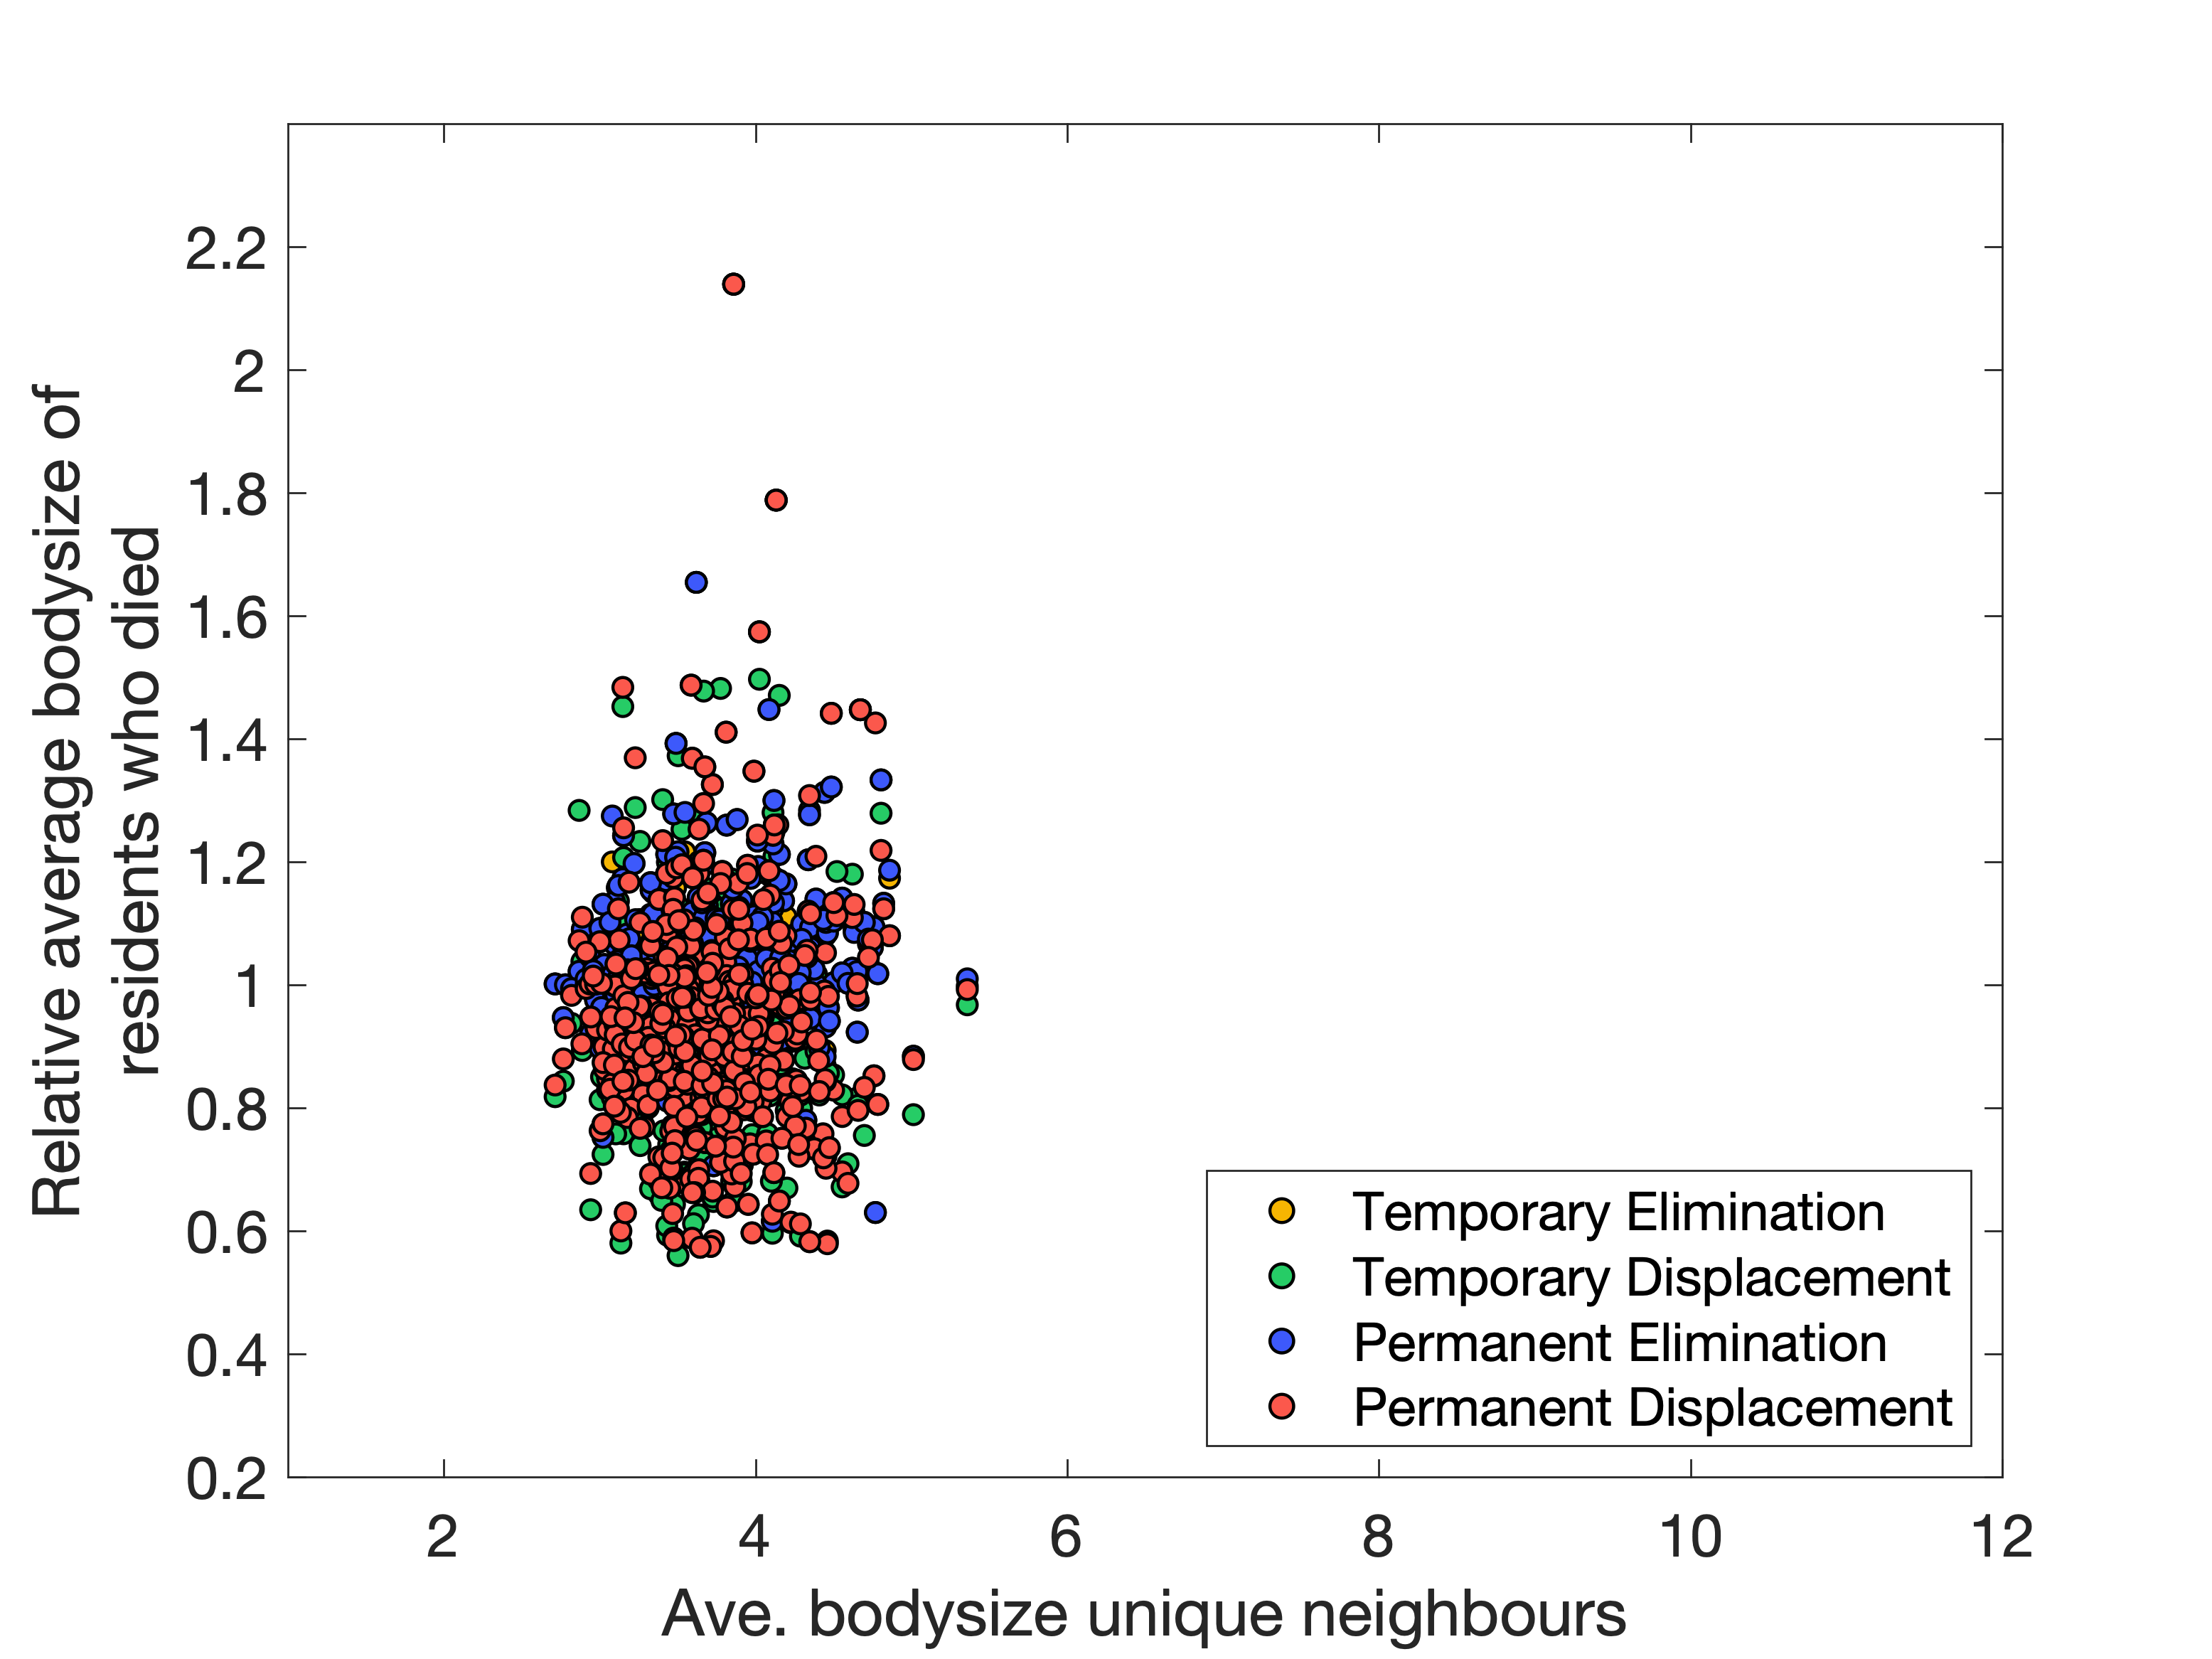 Relative average bodysize of
residents who died
2.2
2
1.8
1.6
1.4
1.2
1
0.8
0.6
0.4
0.2
2 4 6 8 10 12
Ave. bodysize unique neighbours
Temporary Elimination
Temporary Displacement
Permanent Elimination
Permanent Displacement